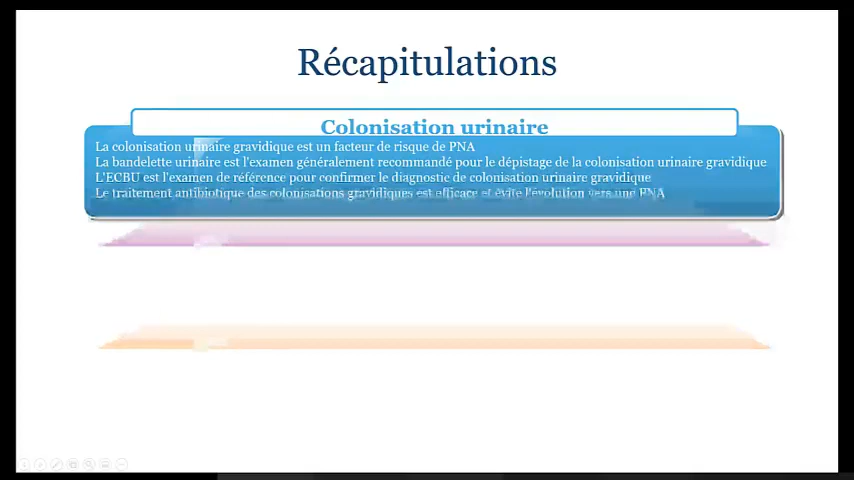 Récapitulations
Colonisation urinaire
La colonisation urinaire gravidique est un facteur de risque de PNA
La bandelette urinaire est l'examen généralement recommandé pour le dépistage de la colonisation urinaire gravidique
L'ECBU est l'examen de référence pour confirmer le diagnostic de colonisation urinaire gravidique
Le traitement antibiotique des colonisations gravidiques est efficace et évite l'évolution vers une PNA